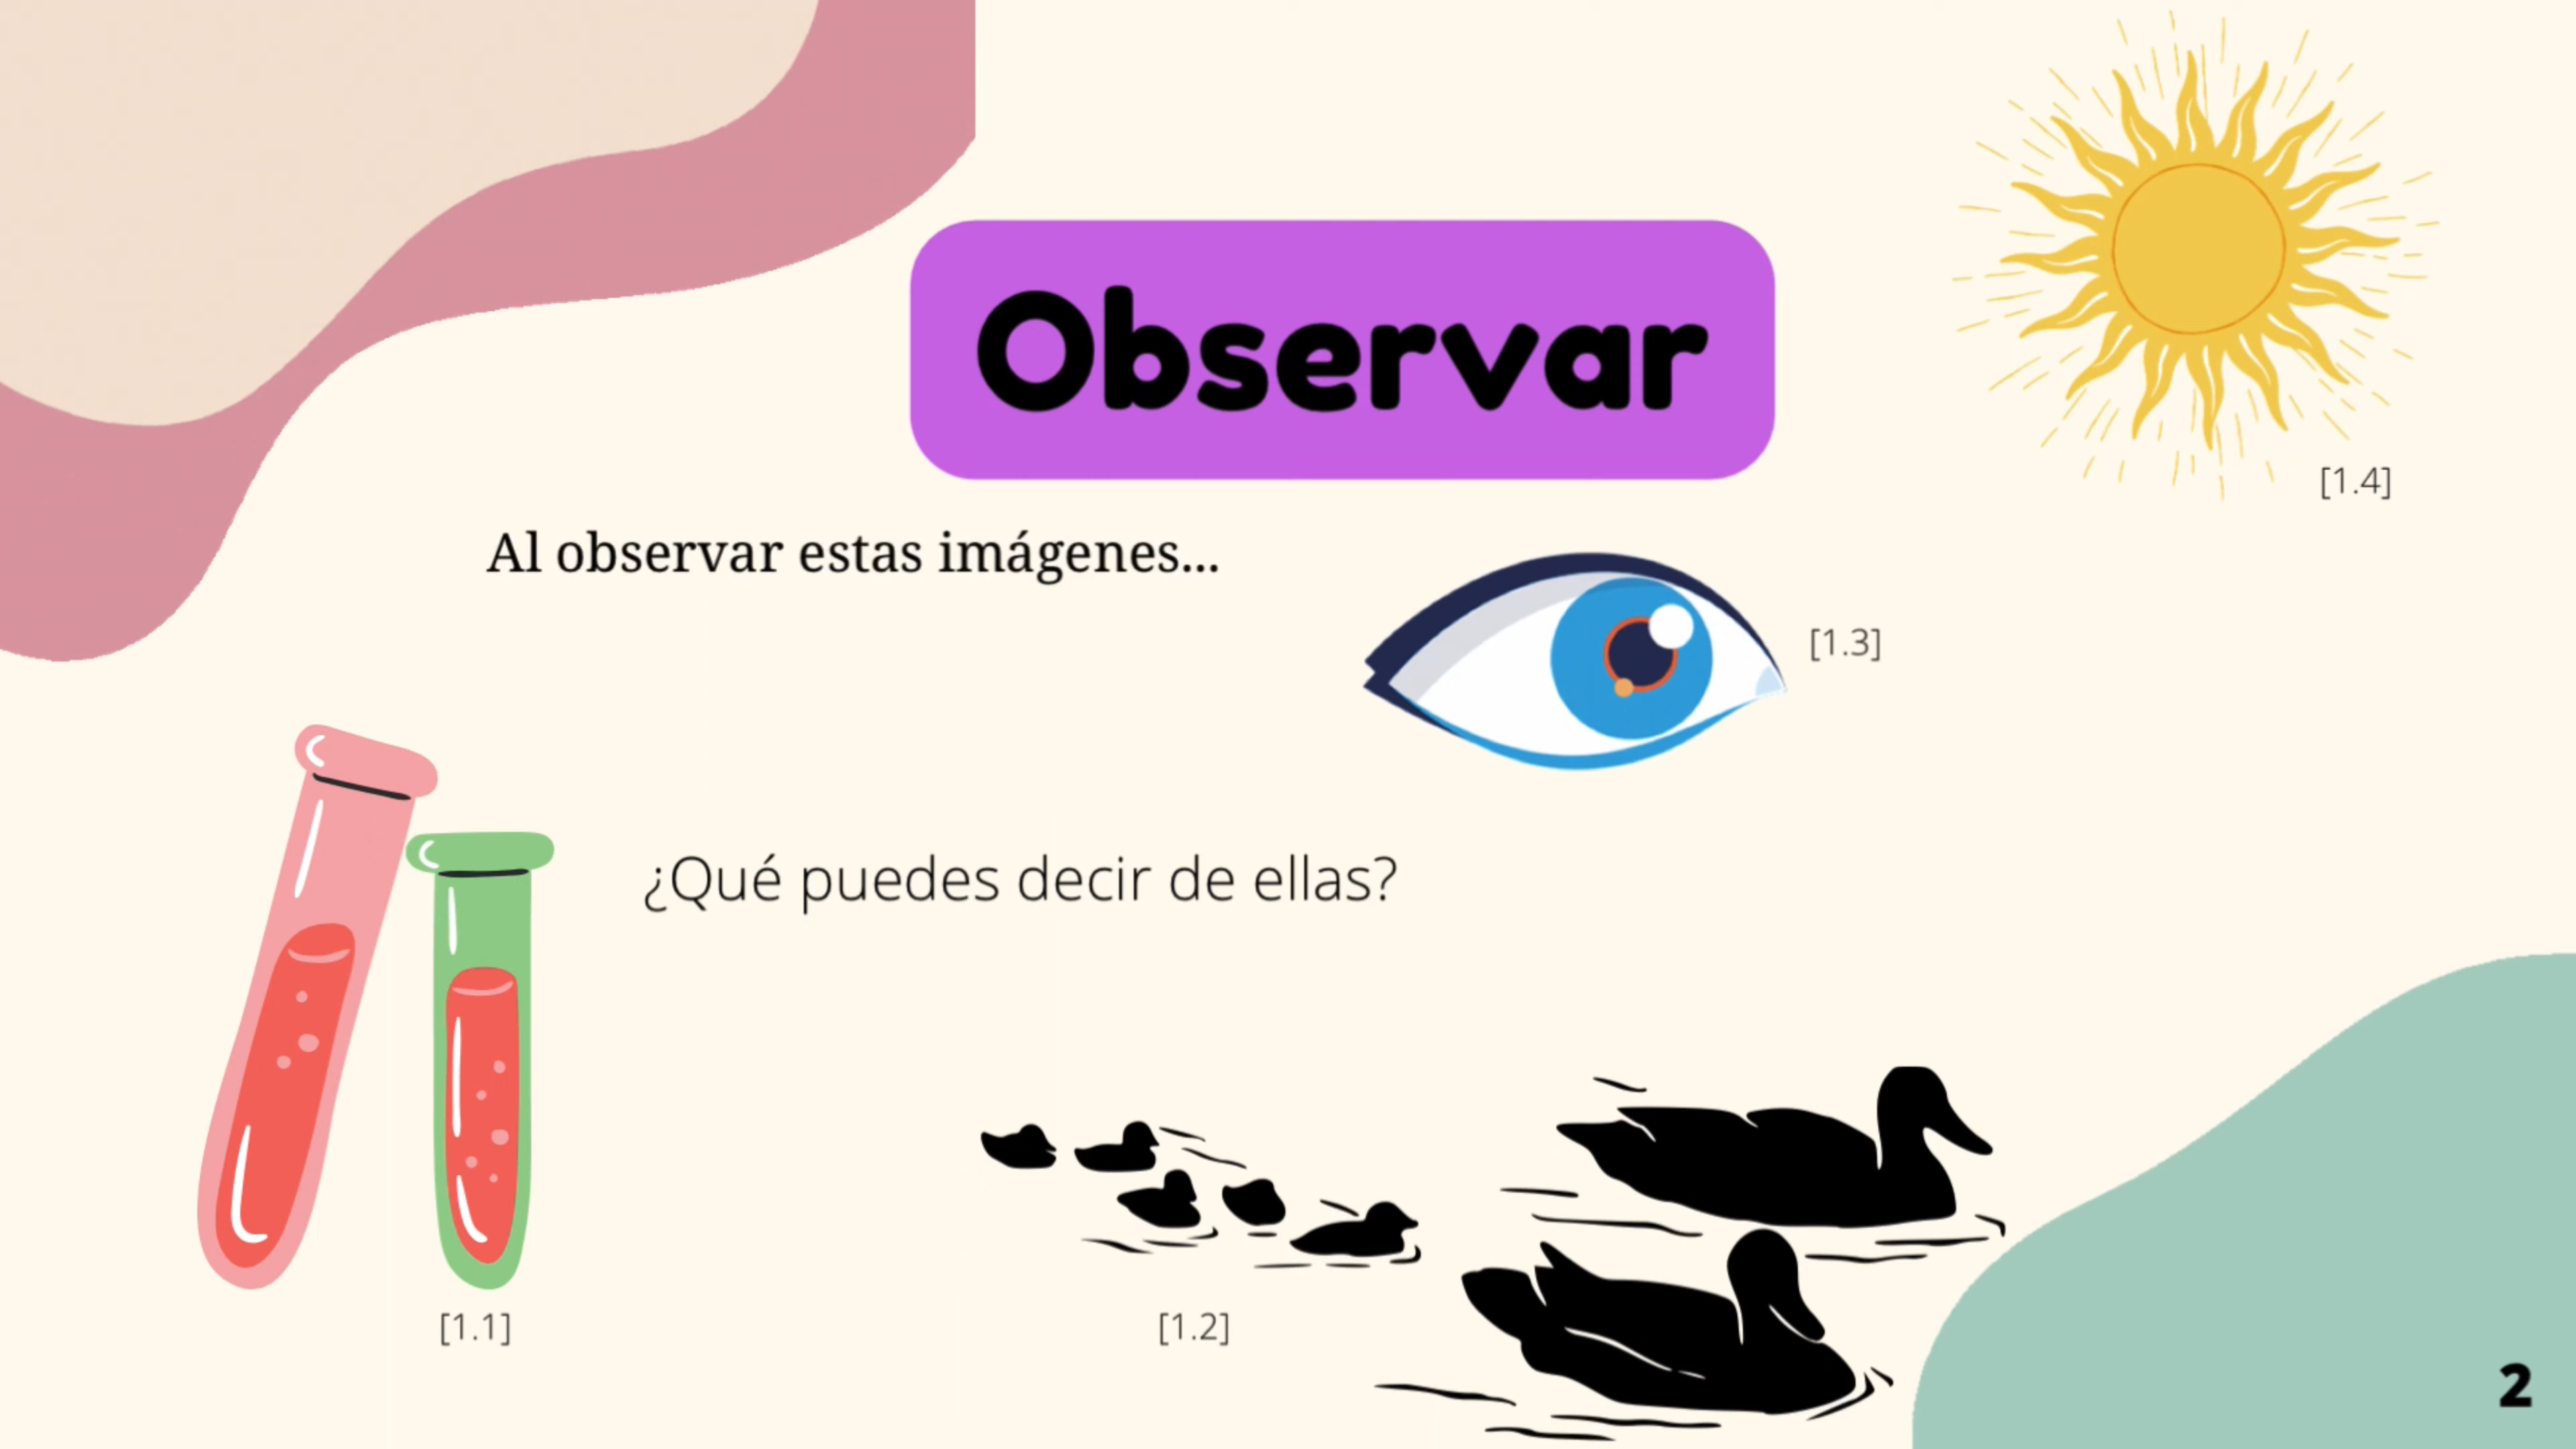 Observar
[1.4]
Al observar estas imágenes...
[1.3]
¿Qué puedes decir de ellas?
[1.1]
[1.2]
2